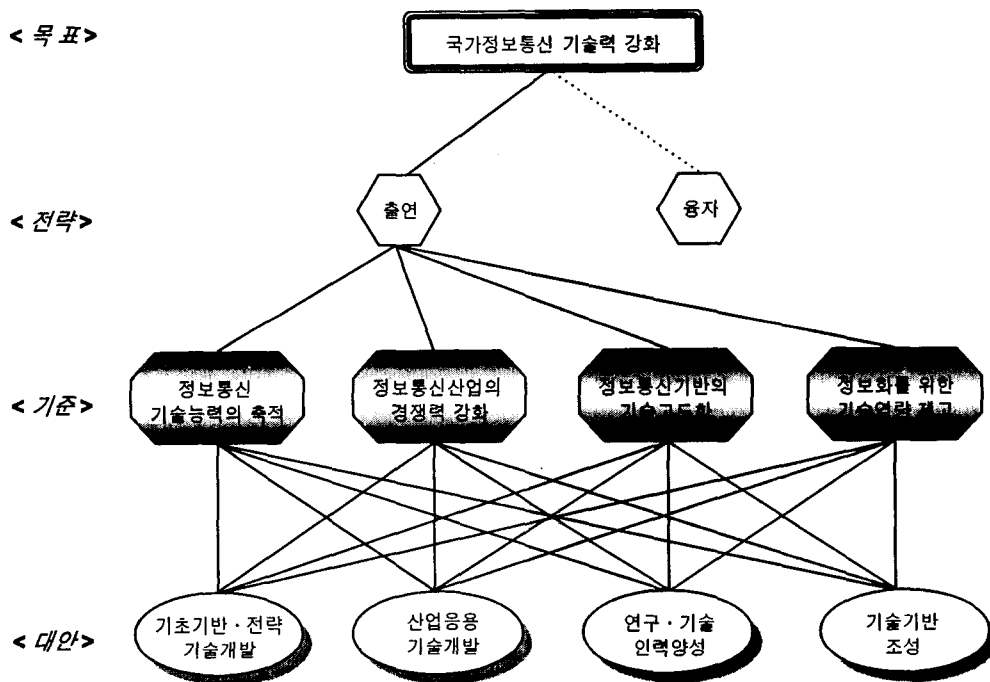 < 목 표 >
국가정보통신 기술력 강화
< 전략 >
출연
융자
< 기준 >
정보통신
기술능력의 축적
정보통신산업의
경쟁력 강화
정보통신기반의
기술고도화
정보화를 위한
기술역량 제고
< 대안 >
기초기반 · 전략
기술개발
산업응용
기술개발
연구 · 기술
인력양성
기술기반
조성